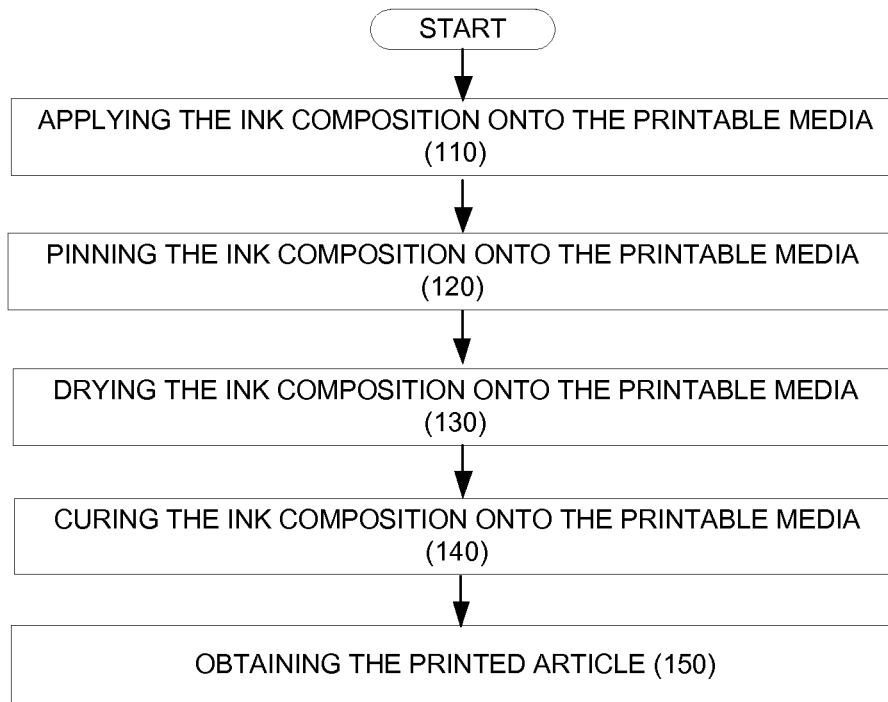 START
APPLYING THE INK COMPOSITION ONTO THE PRINTABLE MEDIA
(110)
PINNING THE INK COMPOSITION ONTO THE PRINTABLE MEDIA
(120)
DRYING THE INK COMPOSITION ONTO THE PRINTABLE MEDIA
(130)
CURING THE INK COMPOSITION ONTO THE PRINTABLE MEDIA
(140)
OBTAINING THE PRINTED ARTICLE (150)